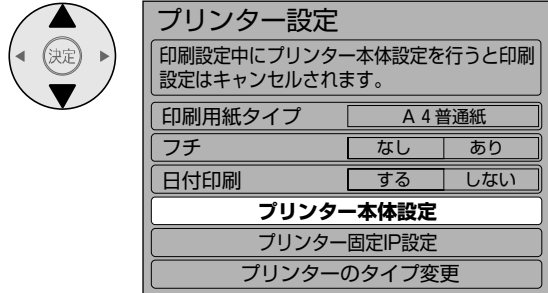 決定
プリンター設定
印刷設定中にプリンター本体設定を行うと印刷
設定はキャンセルされます。
印刷用紙タイプ A 4 普通紙
フチ なし あり
日付印刷 する しない
プリンター本体設定
プリンター固定IP設定
プリンターのタイプ変更